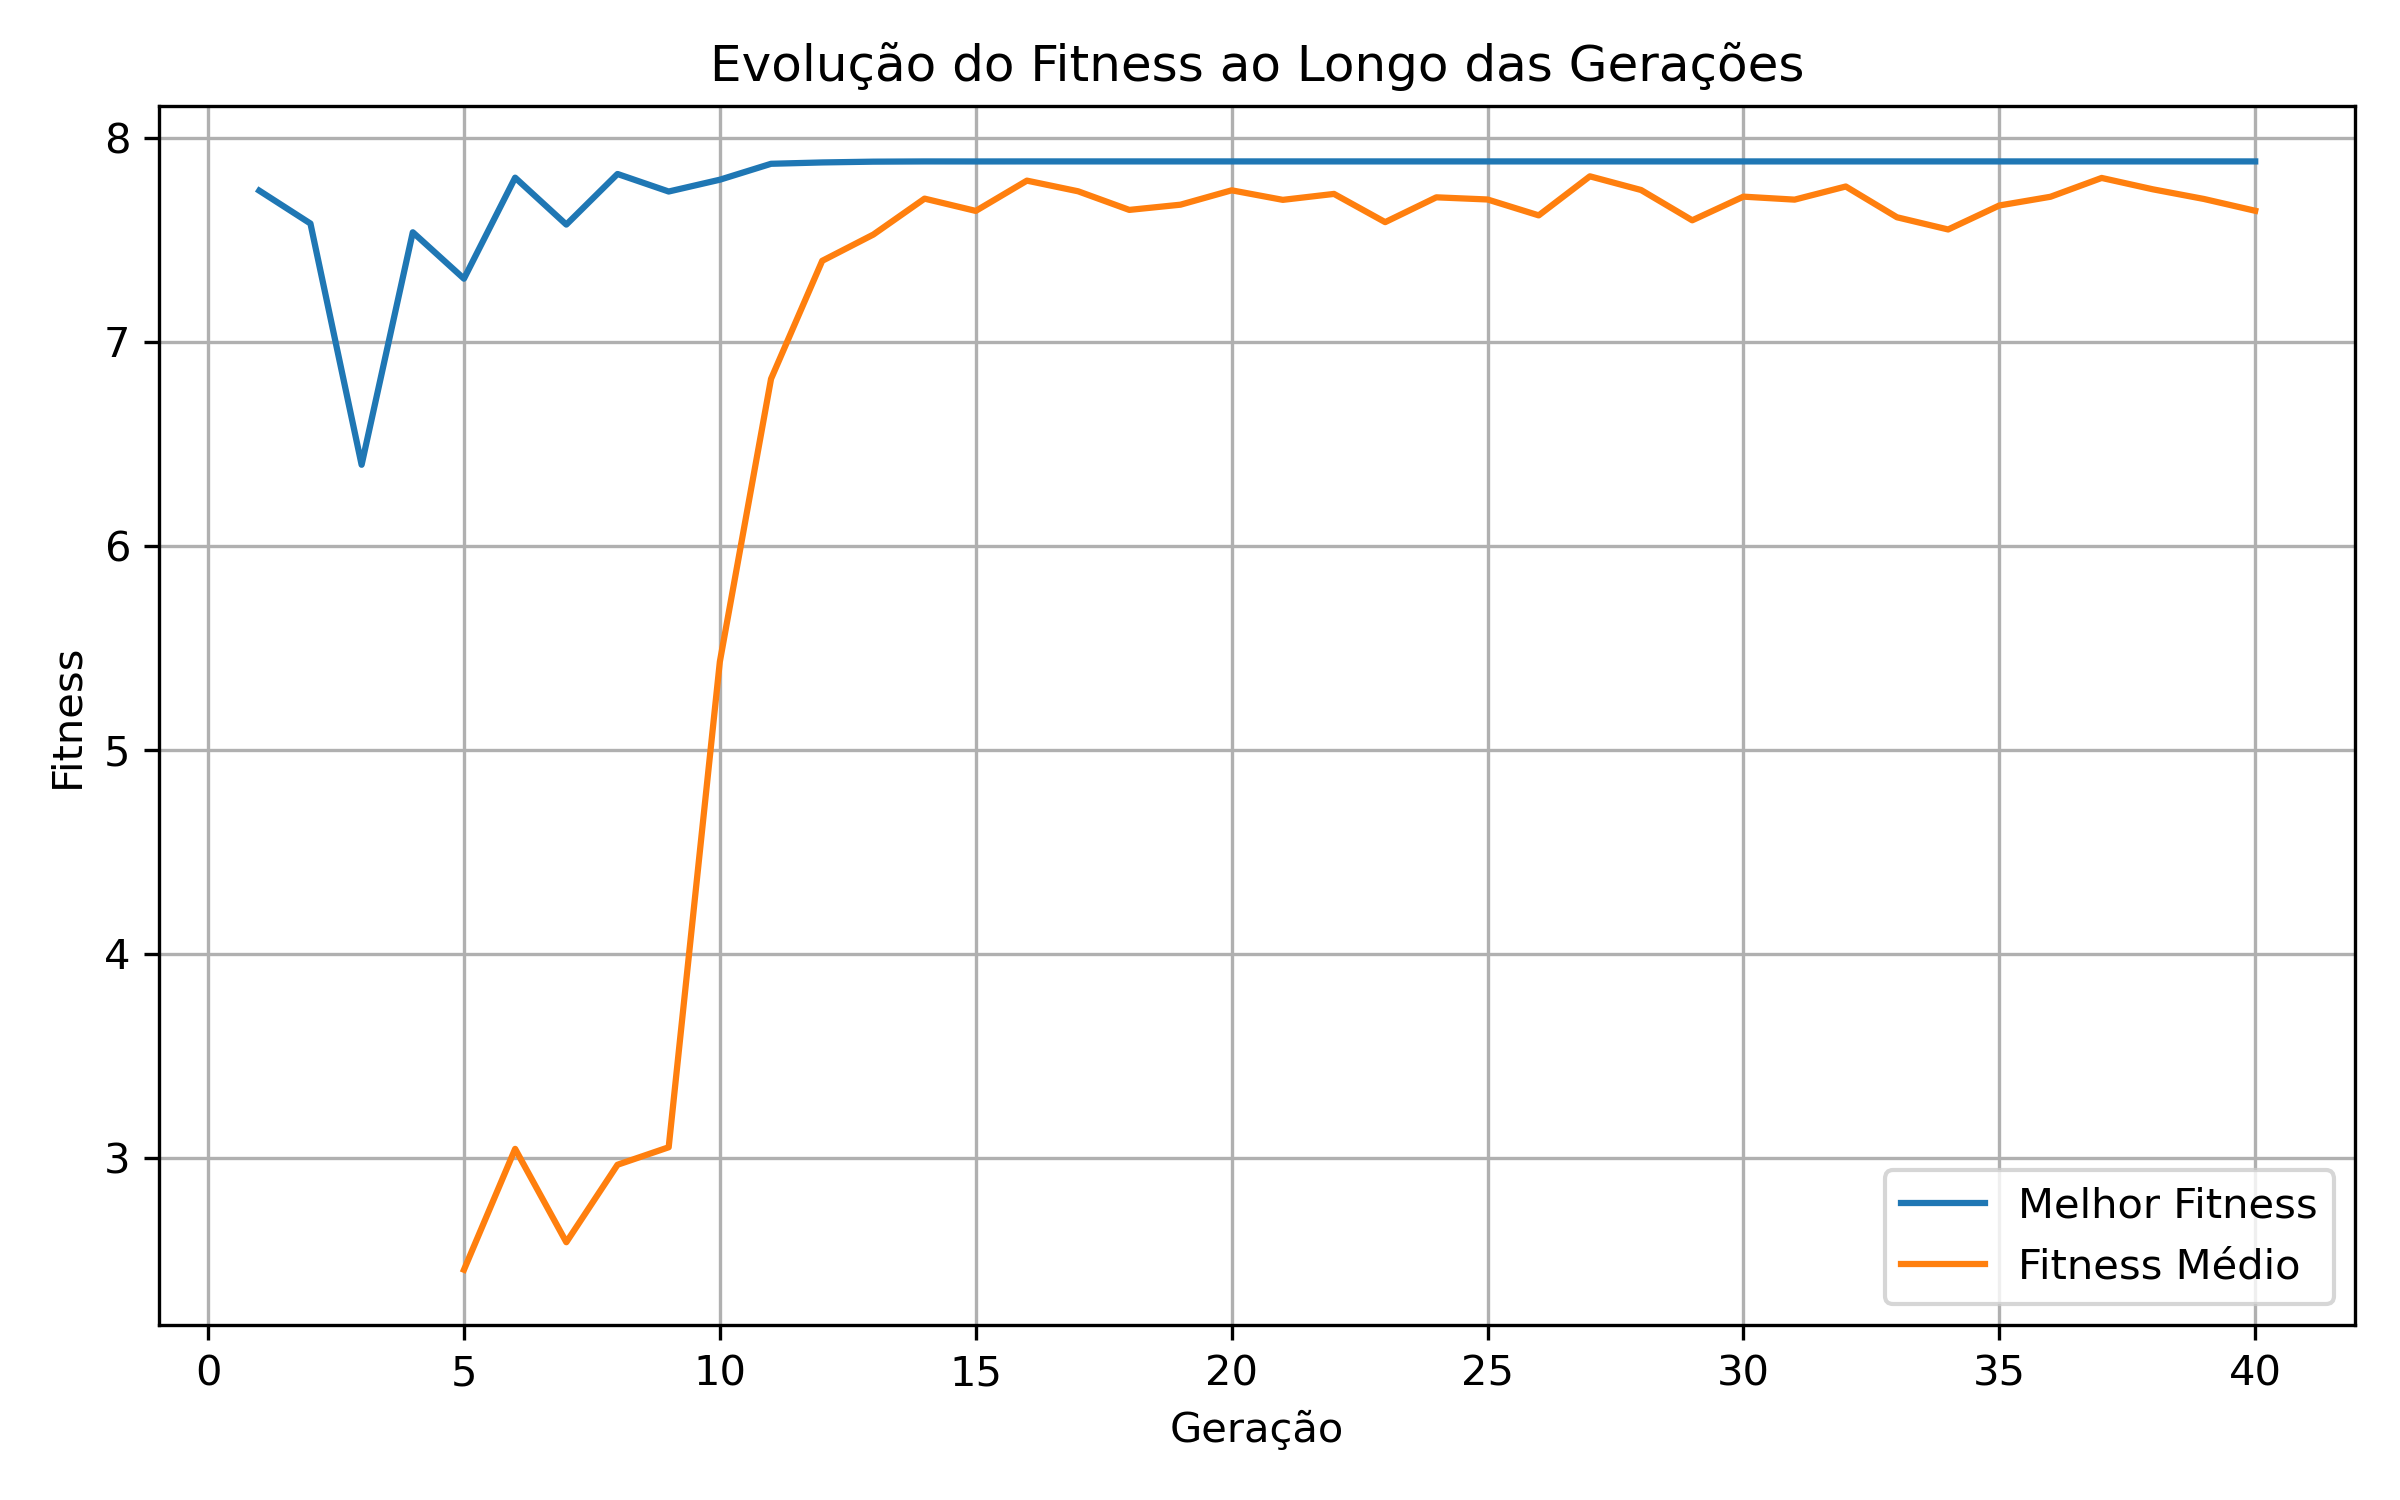 Evolução do Fitness ao Longo das Gerações
8
7
6
5
4
3
Fitness
0 5 10 15 20 25 30 35 40
Geração
Melhor Fitness
Fitness Médio